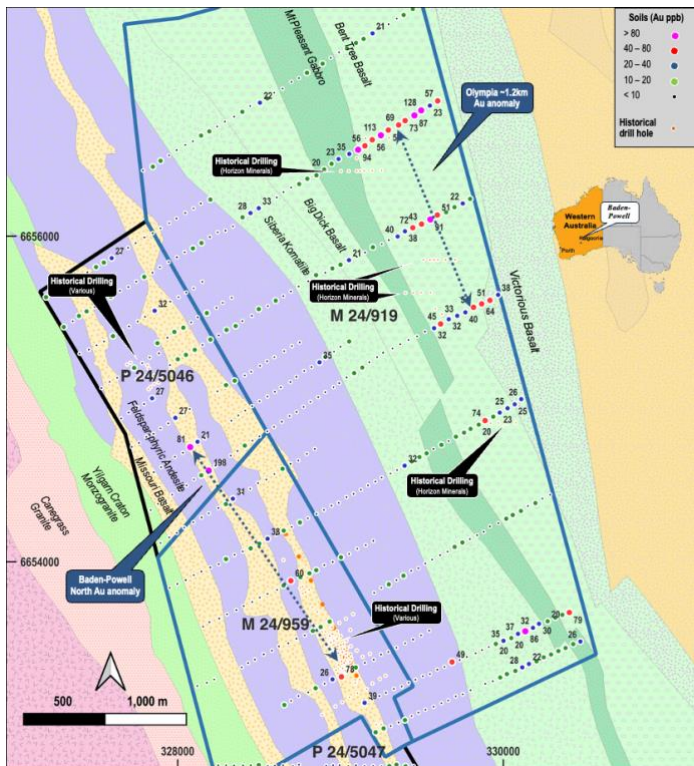 Soils (Au ppb)
> 80
40 – 80
20 – 40
10 – 20
< 10
Historical
drill hole
Mt Pleasant Gabbro
Bent Tree Basalt
21
22
Olympia ~1.2km
Au anomaly
57
128
23
87
69
73
113
56
56
94
35
23
20
Historical Drilling
(Horizon Minerals)
Baden-
Powell
Western
Australia
Perth
22
51
91
43
72
38
40
33
28
21
Big Dick Basalt
Siberia Komatiite
Victorious Basalt
6656000
27
Historical Drilling
(Various)
Historical Drilling
(Horizon Minerals)
M 24/919
38
51
64
40
33
32
45
32
32
35
P 24/5046
27
27
21
81
198
Feldspar-phyric Andesite
Missouri Basalt
Yilgarn Craton
Monzogranite
Canegrass
Granite
26
25
25
23
74
20
32
Historical Drilling
(Horizon Minerals)
31
38
6654000
Baden-Powell
North Au anomaly
60
M 24/959
Historical Drilling
(Various)
20
79
32
37
35
30
86
20
20
26
22
28
49
78
26
39
500
1,000 m
P 24/5047
328000
330000